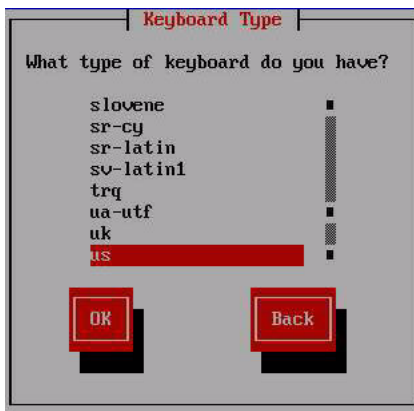 Keyboard Type
What type of keyboard do you have?
slovene
sr-cy
sr-latin
sv-latin1
trq
ua-utf
uk
us
OK
Back